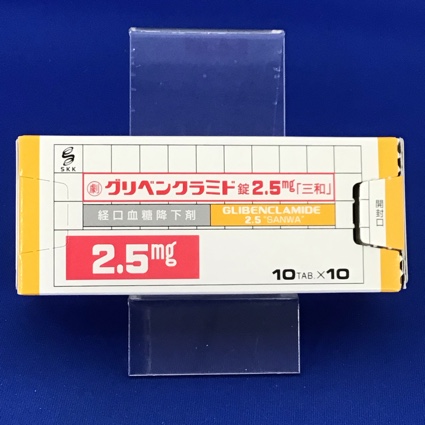 SKK
劇 グリベンクラミド錠2.5mg「三和」
経口血糖降下剤
GLIBENCLAMIDE
2.5 "SANWA"
2.5mg
10TAB.×10
開封口